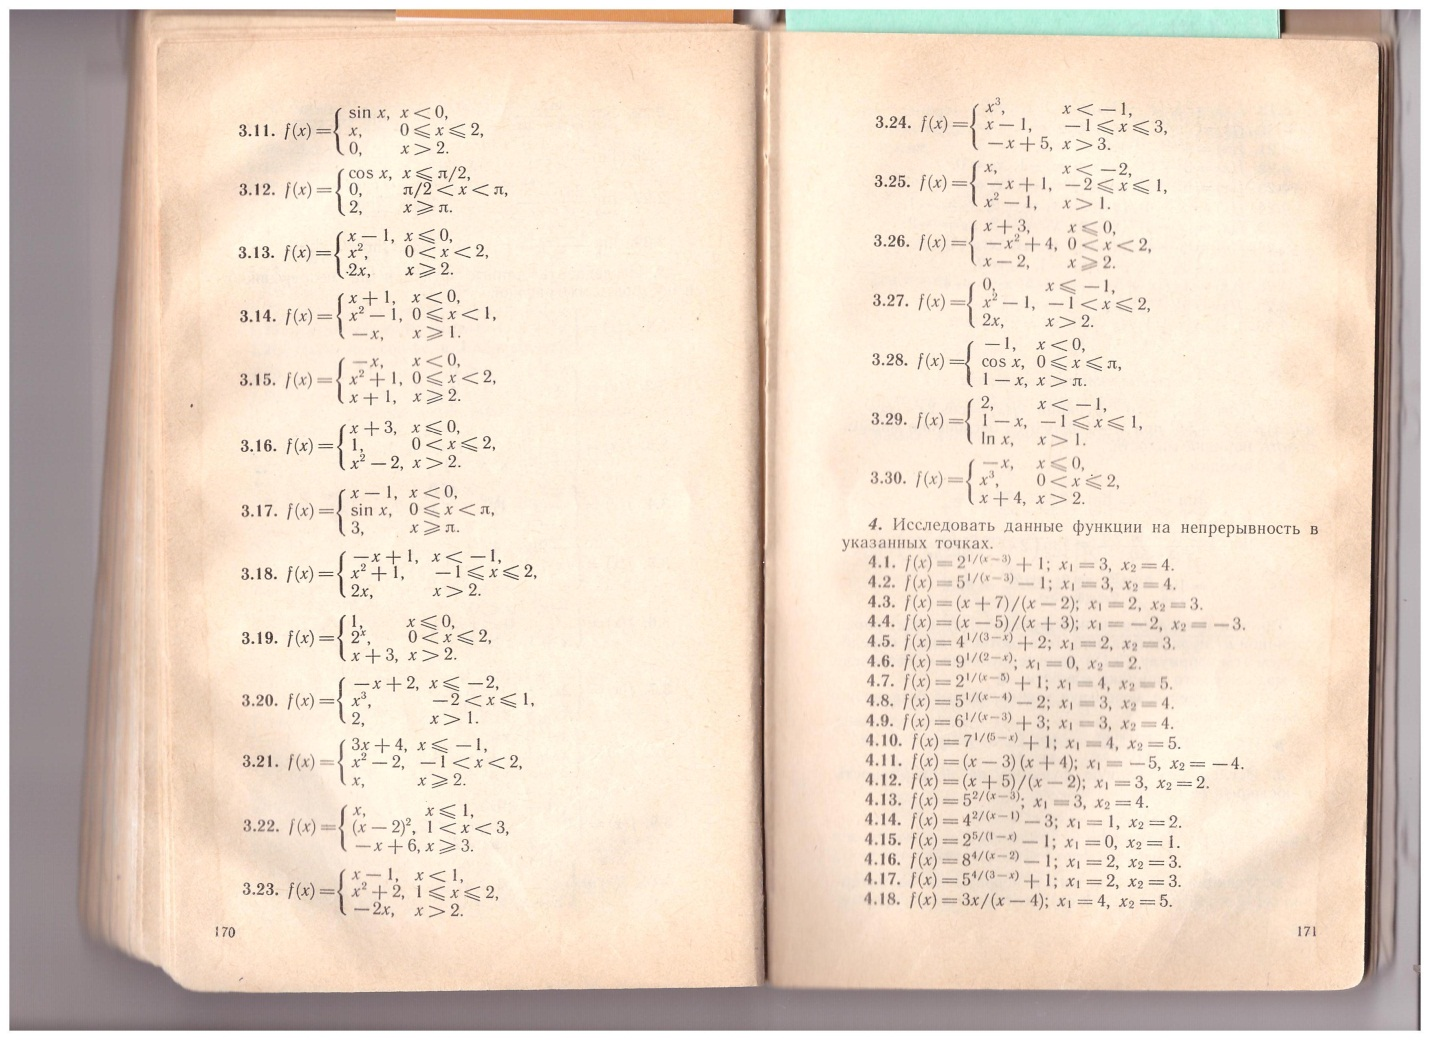 3.11. f(x) = { sin x, x < 0,
x, 0 ⩽ x ⩽ 2,
0, x > 2.
3.12. f(x) = { cos x, x ⩽ π/2,
0, π/2 < x < π,
2, x ⩾ π.
3.13. f(x) = { x − 1, x ⩽ 0,
x², 0 < x < 2,
2x, x ⩾ 2.
3.14. f(x) = { x + 1, x < 0,
x² − 1, 0 ⩽ x < 1,
−x, x ⩾ 1.
3.15. f(x) = { −x, x < 0,
x² + 1, 0 ⩽ x < 2,
x + 1, x ⩾ 2.
3.16. f(x) = { x + 3, x ⩽ 0,
1, 0 < x ⩽ 2,
x² − 2, x > 2.
3.17. f(x) = { x − 1, x < 0,
sin x, 0 ⩽ x < π,
3, x ⩾ π.
3.18. f(x) = { −x + 1, x < −1,
x² + 1, −1 ⩽ x ⩽ 2,
2x, x > 2.
3.19. f(x) = { 1, x ⩽ 0,
2ˣ, 0 < x ⩽ 2,
x + 3, x > 2.
3.20. f(x) = { −x + 2, x ⩽ −2,
x³, −2 < x ⩽ 1,
2, x > 1.
3.21. f(x) = { 3x + 4, x ⩽ −1,
x² − 2, −1 < x < 2,
x, x ⩾ 2.
3.22. f(x) = { x, x ⩽ 1,
(x − 2)², 1 < x < 3,
−x + 6, x ⩾ 3.
3.23. f(x) = { x − 1, x < 1,
x² + 2, 1 ⩽ x ⩽ 2,
−2x, x > 2.
170
3.24. f(x) = { x³, x < −1,
x − 1, −1 ⩽ x ⩽ 3,
−x + 5, x > 3.
3.25. f(x) = { x, x < −2,
−x + 1, −2 ⩽ x ⩽ 1,
x² − 1, x > 1.
3.26. f(x) = { x + 3, x ⩽ 0,
−x² + 4, 0 < x < 2,
x − 2, x ⩾ 2.
3.27. f(x) = { 0, x ⩽ −1,
x² − 1, −1 < x ⩽ 2,
2x, x > 2.
3.28. f(x) = { −1, x < 0,
cos x, 0 ⩽ x ⩽ π,
1 − x, x > π.
3.29. f(x) = { 2, x < −1,
1 − x, −1 ⩽ x ⩽ 1,
ln x, x > 1.
3.30. f(x) = { −x, x ⩽ 0,
x³, 0 < x ⩽ 2,
x + 4, x > 2.
4. Исследовать данные функции на непрерывность в
указанных точках.
4.1. f(x) = 2^1/(x−3) + 1; x₁ = 3, x₂ = 4.
4.2. f(x) = 5^1/(x−3) − 1; x₁ = 3, x₂ = 4.
4.3. f(x) = (x + 7)/(x − 2); x₁ = 2, x₂ = 3.
4.4. f(x) = (x − 5)/(x + 3); x₁ = −2, x₂ = −3.
4.5. f(x) = 4^1/(3−x) + 2; x₁ = 2, x₂ = 3.
4.6. f(x) = 9^1/(2−x); x₁ = 0, x₂ = 2.
4.7. f(x) = 2^1/(x−5) + 1; x₁ = 4, x₂ = 5.
4.8. f(x) = 5^1/(x−4) − 2; x₁ = 3, x₂ = 4.
4.9. f(x) = 6^1/(x−3) + 3; x₁ = 3, x₂ = 4.
4.10. f(x) = 7^1/(5−x) + 1; x₁ = 4, x₂ = 5.
4.11. f(x) = (x − 3) (x + 4); x₁ = −5, x₂ = −4.
4.12. f(x) = (x + 5)/(x − 2); x₁ = 3, x₂ = 2.
4.13. f(x) = 5^2/(x−3); x₁ = 3, x₂ = 4.
4.14. f(x) = 4^2/(x−1) − 3; x₁ = 1, x₂ = 2.
4.15. f(x) = 2^5/(1−x) − 1; x₁ = 0, x₂ = 1.
4.16. f(x) = 8^4/(x−2) − 1; x₁ = 2, x₂ = 3.
4.17. f(x) = 5^4/(3−x) + 1; x₁ = 2, x₂ = 3.
4.18. f(x) = 3x/(x − 4); x₁ = 4, x₂ = 5.
171